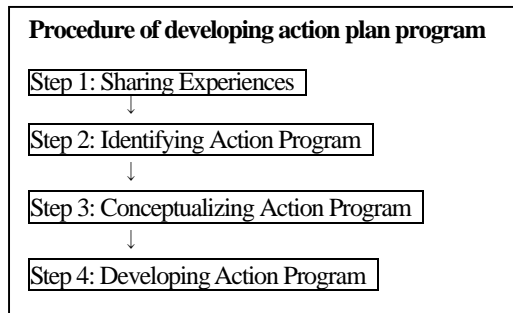 Procedure of developing action plan program
Step 1: Sharing Experiences
↓
Step 2: Identifying Action Program
↓
Step 3: Conceptualizing Action Program
↓
Step 4: Developing Action Program